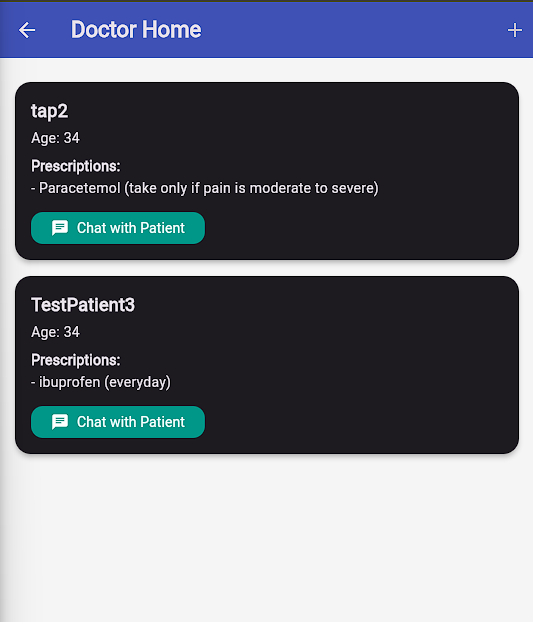 Doctor Home
tap2
Age: 34
Prescriptions:
- Paracetemol (take only if pain is moderate to severe)
Chat with Patient
TestPatient3
Age: 34
Prescriptions:
- ibuprofen (everyday)
Chat with Patient